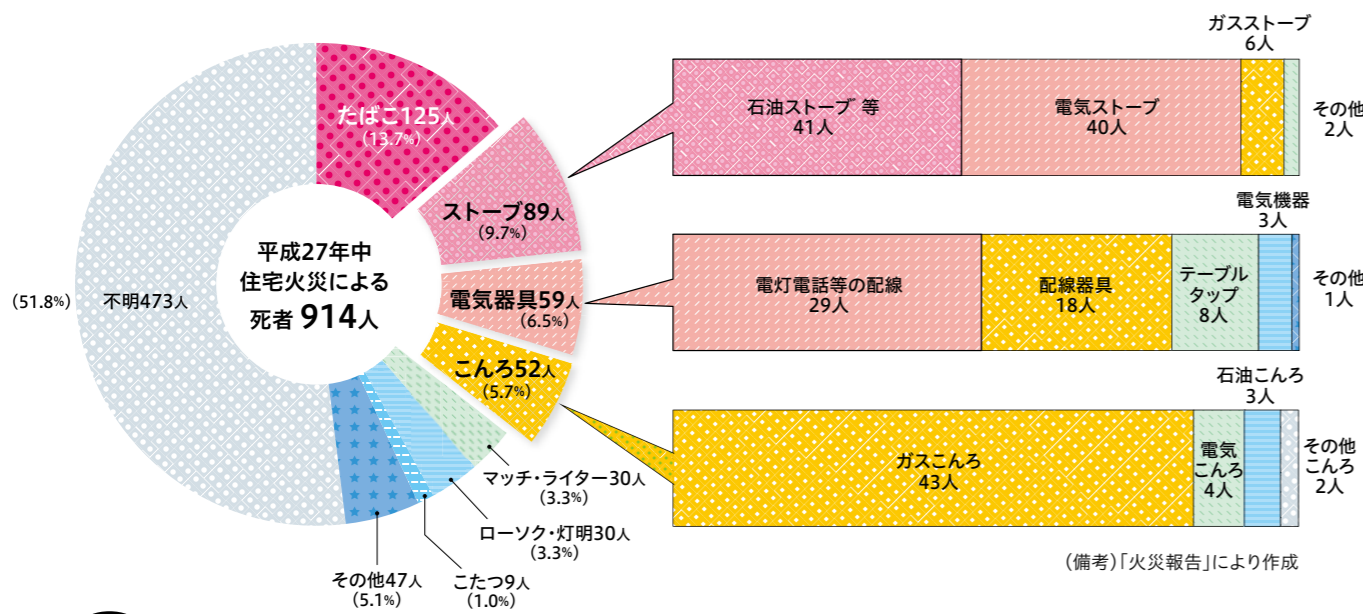 平成27年中
住宅火災による
死者 914人
たばこ125人
(13.7%)
ストーブ89人
(9.7%)
電気器具59人
(6.5%)
こんろ52人
(5.7%)
マッチ・ライター30人
(3.3%)
ローソク・灯明30人
(3.3%)
こたつ9人
(1.0%)
その他47人
(5.1%)
不明473人
(51.8%)
石油ストーブ等
41人
電気ストーブ
40人
ガスストーブ
6人
その他
2人
電灯電話等の配線
29人
配線器具
18人
テーブル
タップ
8人
電気機器
3人
その他
1人
ガスこんろ
43人
電気
こんろ
4人
石油こんろ
3人
その他
こんろ
2人
(備考)「火災報告」により作成